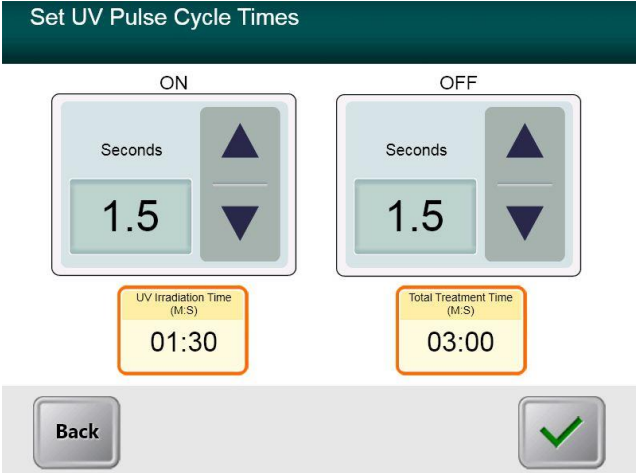 Set UV Pulse Cycle Times
ON
OFF
Seconds
1.5
Seconds
1.5
UV Irradiation Time
(M:S)
01:30
Total Treatment Time
(M:S)
03:00
Back